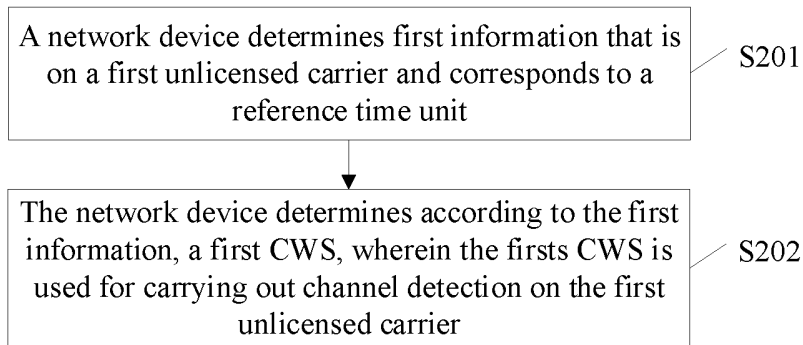 A network device determines first information that is
on a first unlicensed carrier and corresponds to a
reference time unit
S201
The network device determines according to the first
information, a first CWS, wherein the firsts CWS is
used for carrying out channel detection on the first
unlicensed carrier
S202